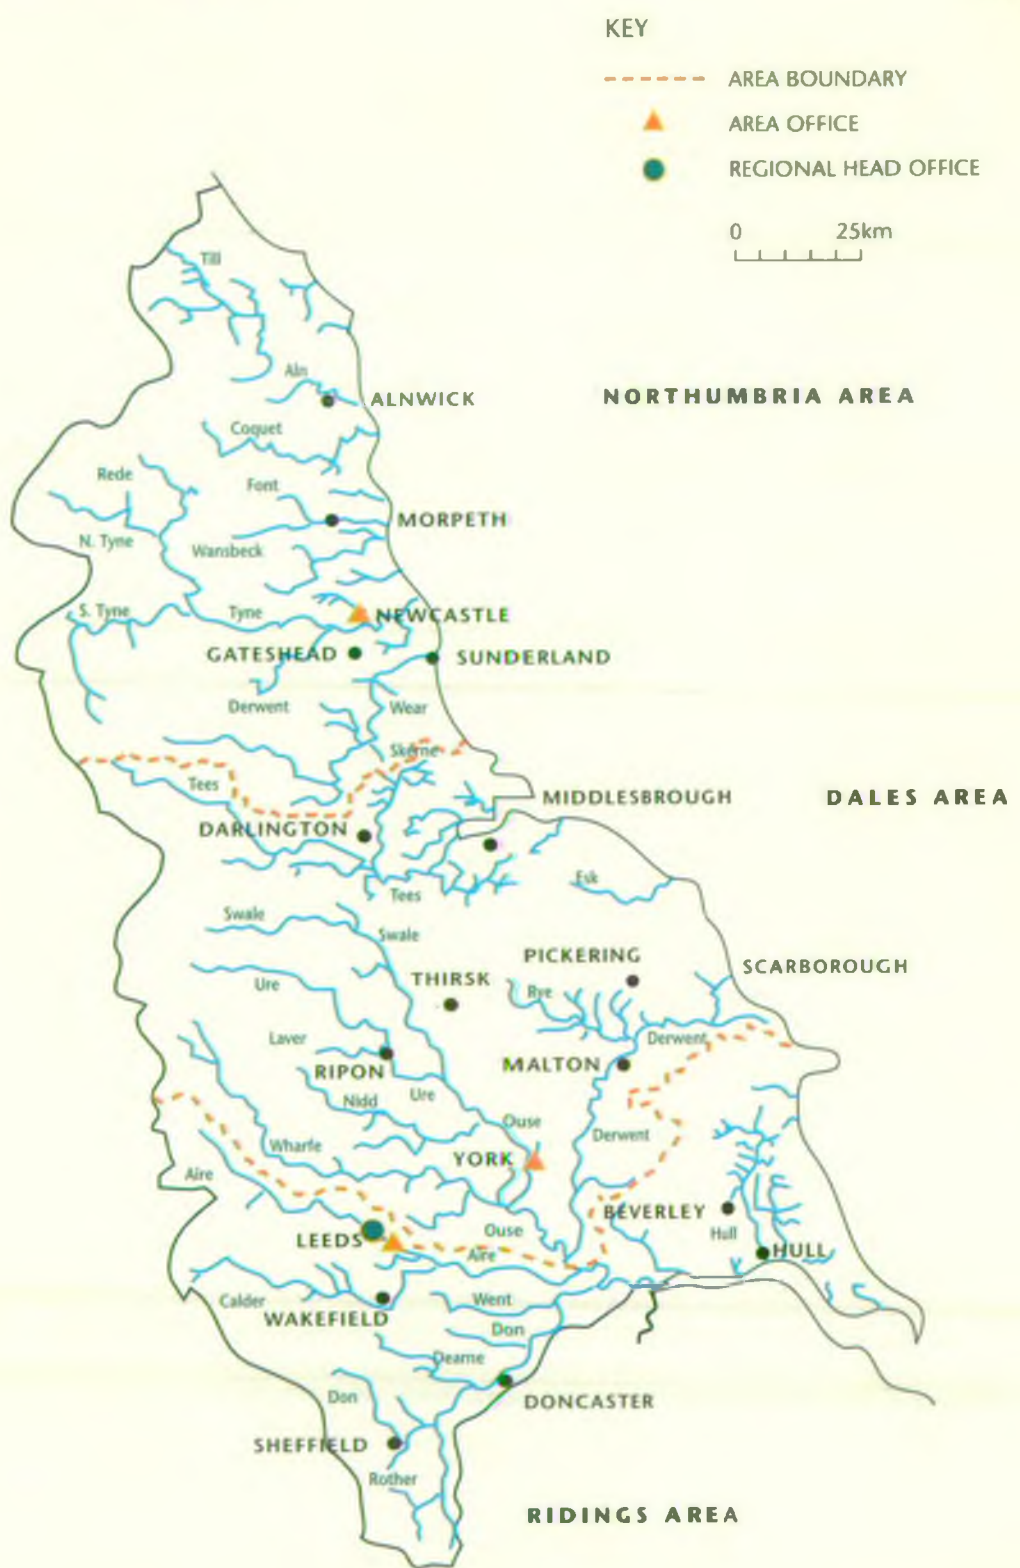 KEY
AREA BOUNDARY
AREA OFFICE
REGIONAL HEAD OFFICE
0 25km
Till
Aln
ALNWICK
NORTHUMBRIA AREA
Coquet
Rede
Font
MORPETH
N. Tyne
Wansbeck
S. Tyne
Tyne
NEWCASTLE
GATESHEAD
SUNDERLAND
Derwent
Wear
Skerne
Tees
MIDDLESBROUGH
DALES AREA
DARLINGTON
Tees
Esk
Swale
Swale
PICKERING
SCARBOROUGH
THIRSK
Ure
Rye
Laver
Derwent
RIPON
MALTON
Ure
Nidd
Ouse
Derwent
Wharfe
YORK
Aire
BEVERLEY
Ouse
Hull
LEEDS
Aire
HULL
Calder
Went
WAKEFIELD
Don
Dearne
Don
DONCASTER
SHEFFIELD
Rother
RIDINGS AREA